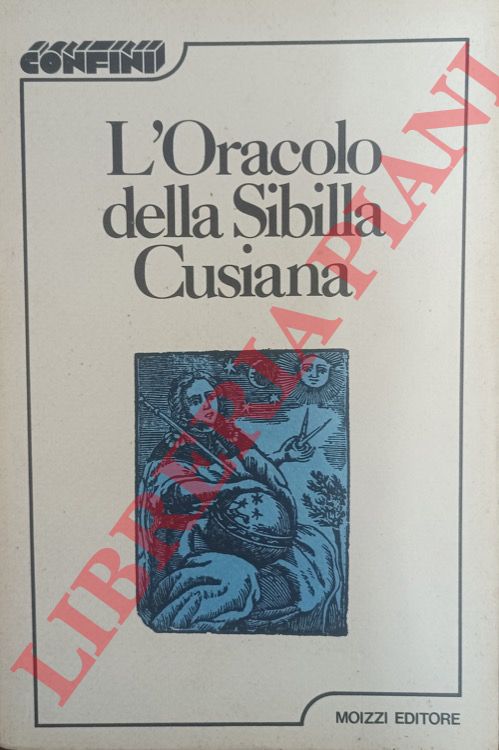 CONFINI
L'Oracolo
della Sibilla
Cusiana
LIBRERIA PIANI
MOIZZI EDITORE